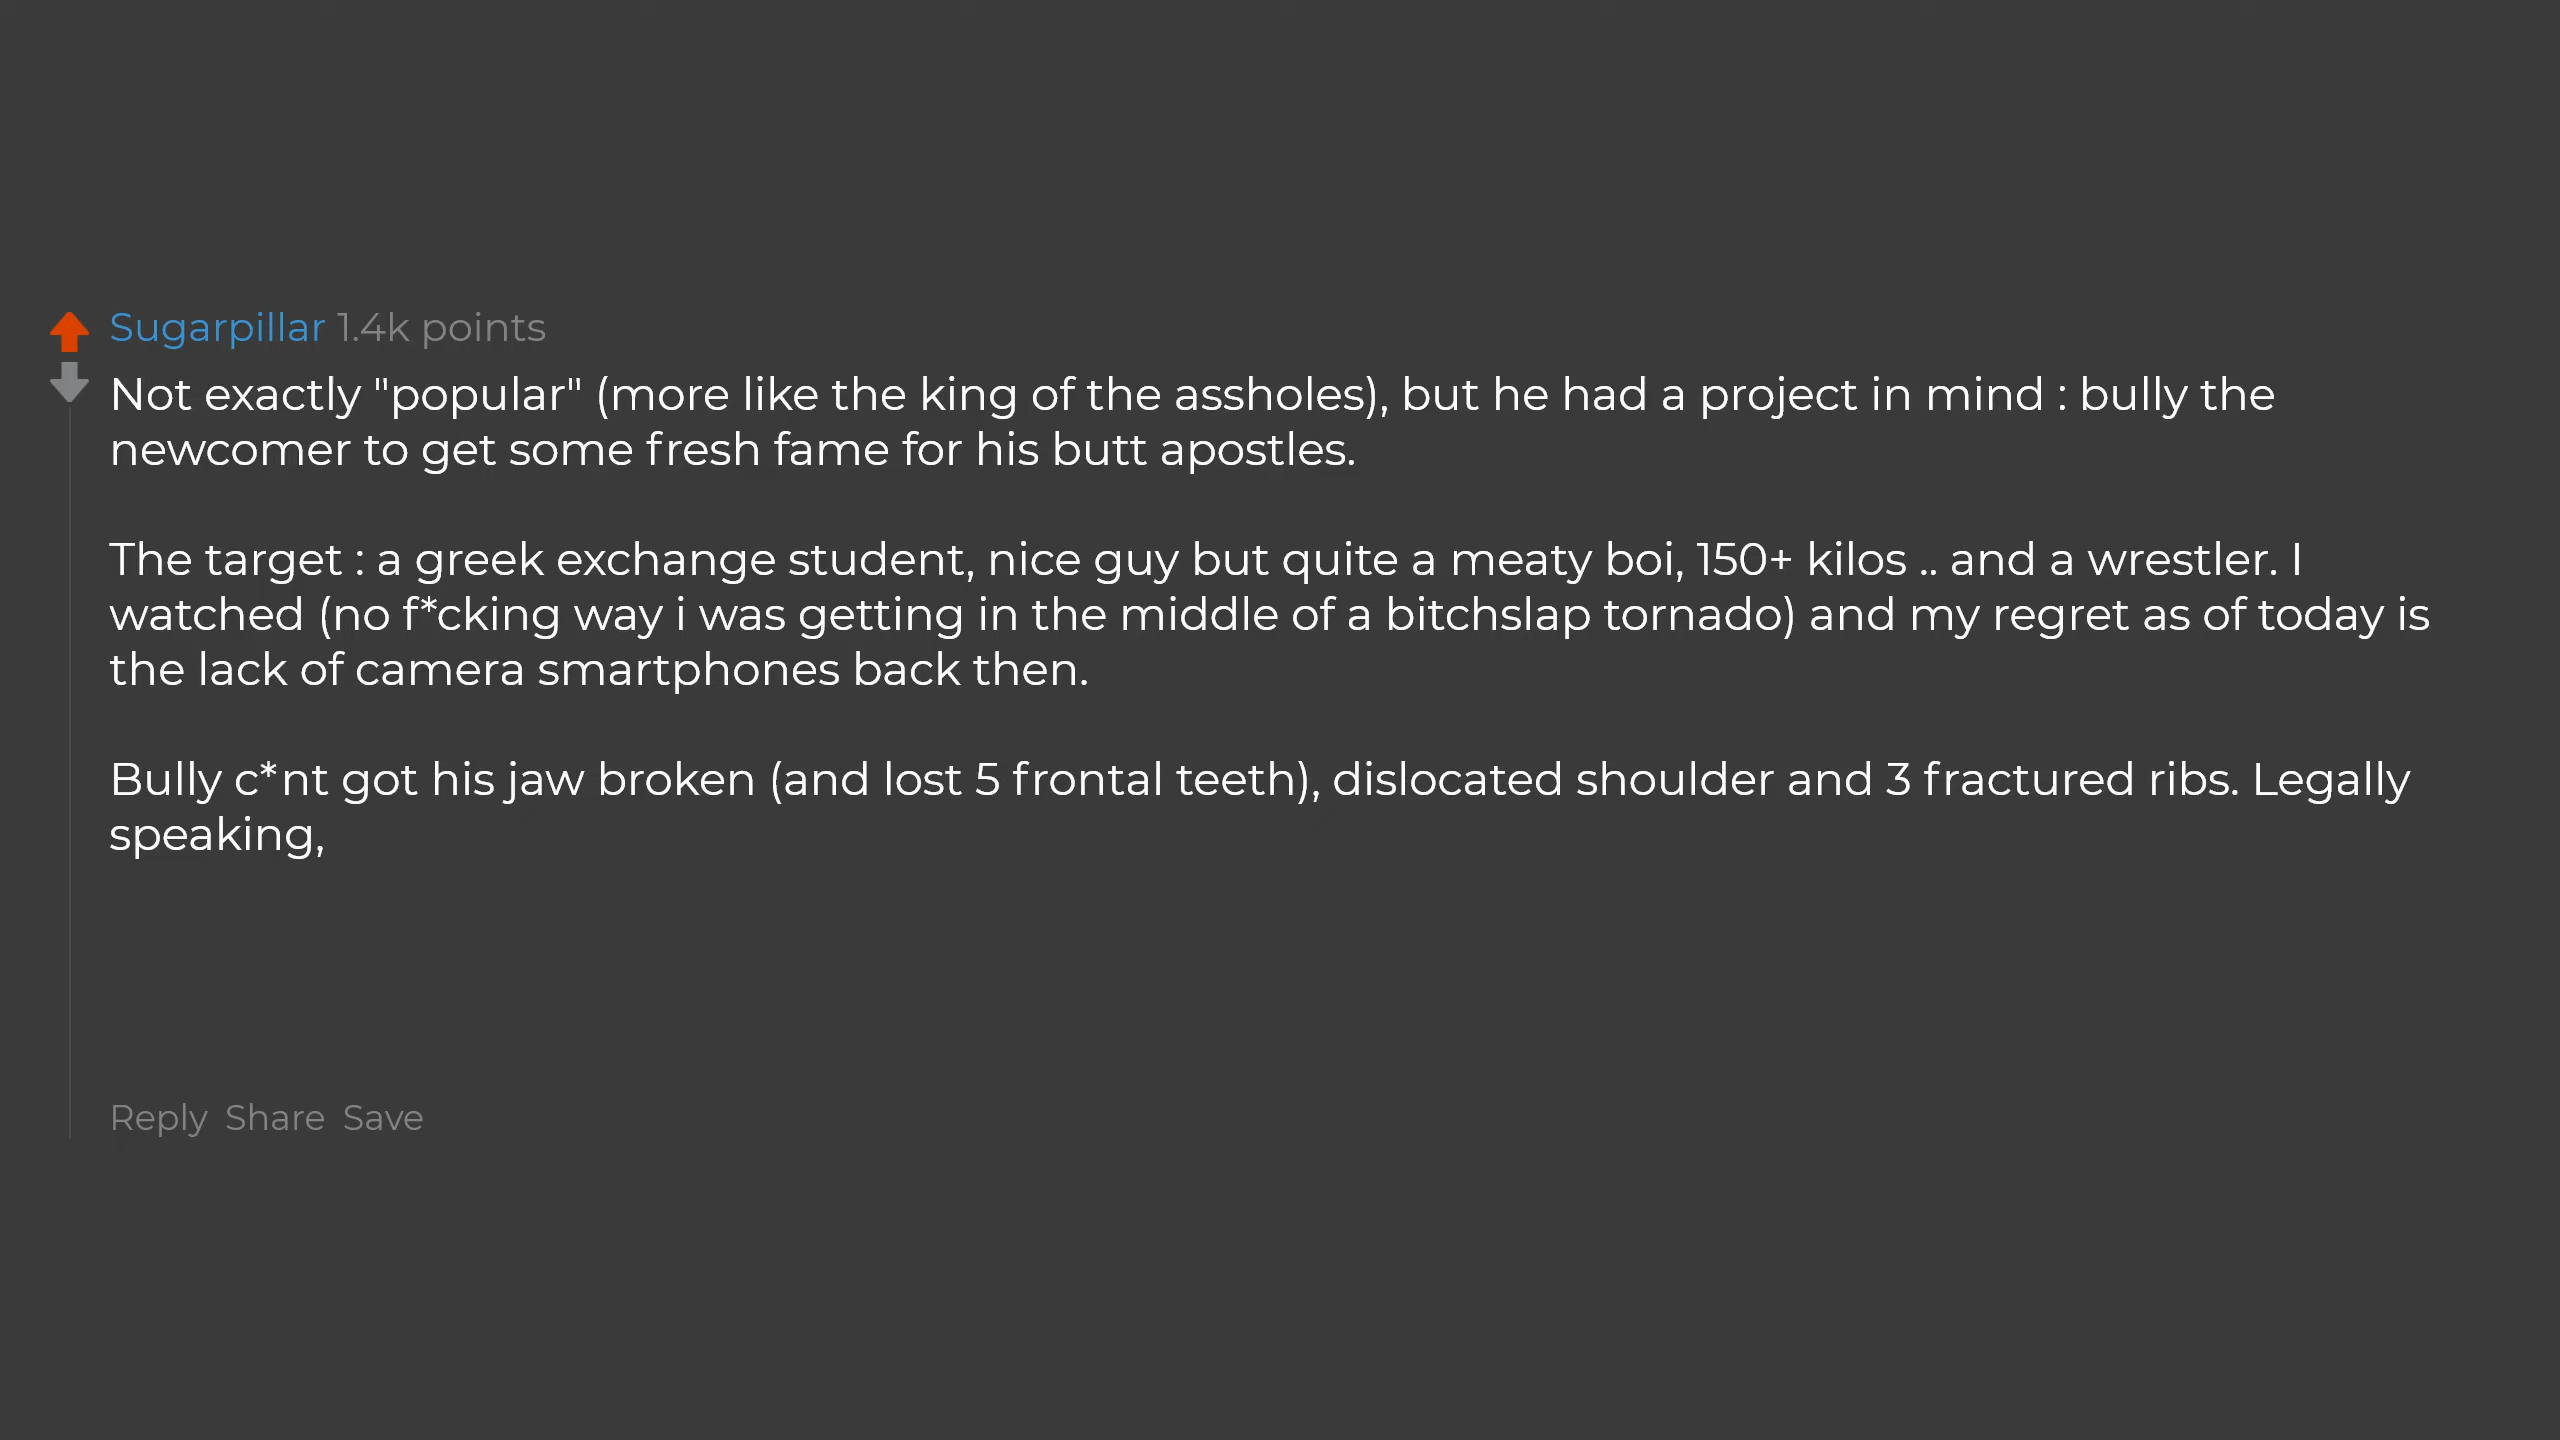 Sugarpillar 1.4k points
Not exactly "popular" (more like the king of the assholes), but he had a project in mind : bully the
newcomer to get some fresh fame for his butt apostles.
The target : a greek exchange student, nice guy but quite a meaty boi, 150+ kilos .. and a wrestler. I
watched (no f*cking way i was getting in the middle of a bitchslap tornado) and my regret as of today is
the lack of camera smartphones back then.
Bully c*nt got his jaw broken (and lost 5 frontal teeth), dislocated shoulder and 3 fractured ribs. Legally
speaking,
Reply Share Save